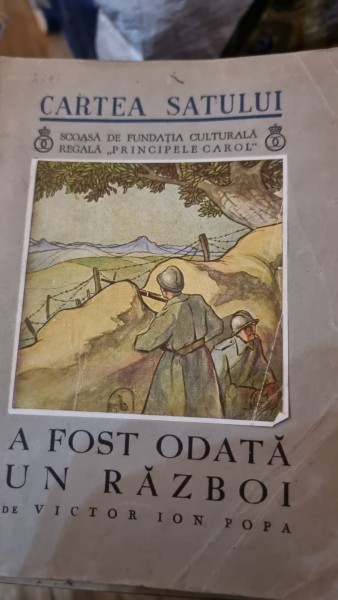 CARTEA SATULUI
SCOASĂ DE FUNDAȚIA CULTURALĂ
REGALĂ „PRINCIPELE CAROL"
A FOST ODATĂ
UN RĂZBOI
DE VICTOR ION POPA